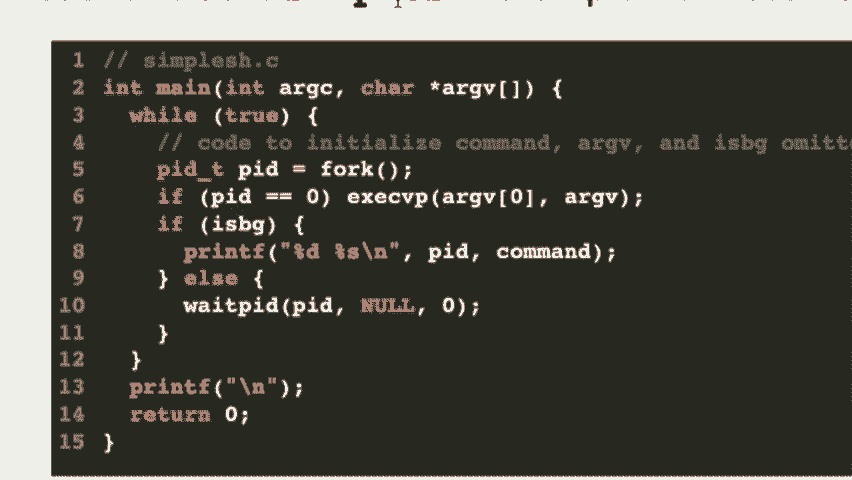 1 // simplesh.c
2 int main(int argc, char *argv[]) {
3 while (true) {
4 // code to initialize command, argv, and isbg
5 pid_t pid = fork();
6 if (pid == 0) execvp(argv[0], argv);
7 if (isbg) {
8 printf("%d %s\n", pid, command);
9 } else {
10 waitpid(pid, NULL, 0);
11 }
12 }
13 printf("\n");
14 return 0;
15 }